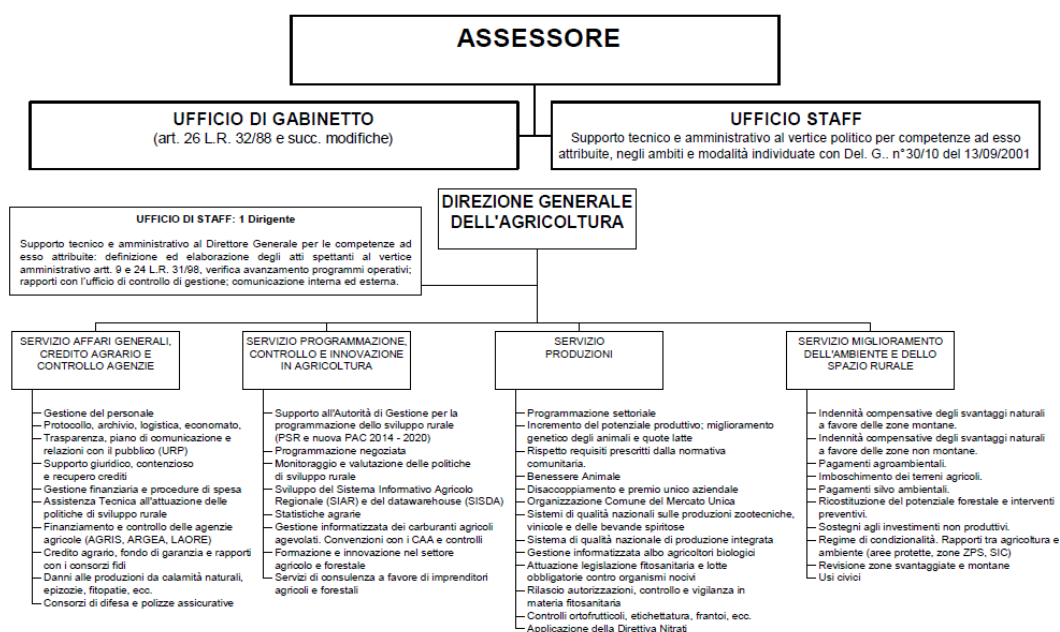 ASSESSORE
UFFICIO DI GABINETTO
(art. 26 L.R. 32/88 e succ. modifiche)
UFFICIO STAFF
Supporto tecnico e amministrativo al vertice politico per competenze ad esso
attribuite, negli ambiti e modalità individuate con Del. G.. n°30/10 del 13/09/2001
DIREZIONE GENERALE
DELL'AGRICOLTURA
UFFICIO DI STAFF: 1 Dirigente
Supporto tecnico e amministrativo al Direttore Generale per le competenze ad
esso attribuite: definizione ed elaborazione degli atti spettanti al vertice
amministrativo artt. 9 e 24 L.R. 31/98, verifica avanzamento programmi operativi;
rapporti con l'ufficio di controllo di gestione; comunicazione interna ed esterna.
SERVIZIO AFFARI GENERALI,
CREDITO AGRARIO E
CONTROLLO AGENZIE
Gestione del personale
Protocollo, archivio, logistica, economato,
Trasparenza, piano di comunicazione e
relazioni con il pubblico (URP)
Supporto giuridico, contenzioso
e recupero crediti
Gestione finanziaria e procedure di spesa
Assistenza Tecnica all'attuazione delle
politiche di sviluppo rurale
Finanziamento e controllo delle agenzie
agricole (AGRIS, ARGEA, LAORE)
Credito agrario, fondo di garanzia e rapporti
con i consorzi fidi
Danni alle produzioni da calamità naturali,
epizozie, fitopatie, ecc.
Consorzi di difesa e polizze assicurative
SERVIZIO PROGRAMMAZIONE,
CONTROLLO E INNOVAZIONE
IN AGRICOLTURA
Supporto all'Autorità di Gestione per la
programmazione dello sviluppo rurale
(PSR e nuova PAC 2014 - 2020)
Programmazione negoziata
Monitoraggio e valutazione delle politiche
di sviluppo rurale
Sviluppo del Sistema Informativo Agricolo
Regionale (SIAR) e del datawarehouse (SISDA)
Statistiche agrarie
Gestione informatizzata dei carburanti agricoli
agevolati. Convenzioni con i CAA e controlli
Formazione e innovazione nel settore
agricolo e forestale
Servizi di consulenza a favore di imprenditori
agricoli e forestali
SERVIZIO
PRODUZIONI
Programmazione settoriale
Incremento del potenziale produttivo; miglioramento
genetico degli animali e quote latte
Rispetto requisiti prescritti dalla normativa
comunitaria.
Benessere Animale
Disaccoppiamento e premio unico aziendale
Organizzazione Comune del Mercato Unica
Sistemi di qualità nazionali sulle produzioni zootecniche,
vinicole e delle bevande spiritose
Sistema di qualità nazionale di produzione integrata
Gestione informatizzata albo agricoltori biologici
Attuazione legislazione fitosanitaria e lotte
obbligatorie contro organismi nocivi
Rilascio autorizzazioni, controllo e vigilanza in
materia fitosanitaria
Controlli ortofrutticoli, etichettatura, frantoi, ecc.
Applicazione della Direttiva Nitrati
SERVIZIO MIGLIORAMENTO
DELL'AMBIENTE E DELLO
SPAZIO RURALE
Indennità compensative degli svantaggi naturali
a favore delle zone montane.
Indennità compensative degli svantaggi naturali
a favore delle zone non montane.
Pagamenti agroambientali.
Imboschimento dei terreni agricoli.
Pagamenti silvo ambientali.
Ricostituzione del potenziale forestale e interventi
preventivi.
Sostegni agli investimenti non produttivi.
Regime di condizionalità. Rapporti tra agricoltura e
ambiente (aree protette, zone ZPS, SIC)
Revisione zone svantaggiate e montane
Usi civici